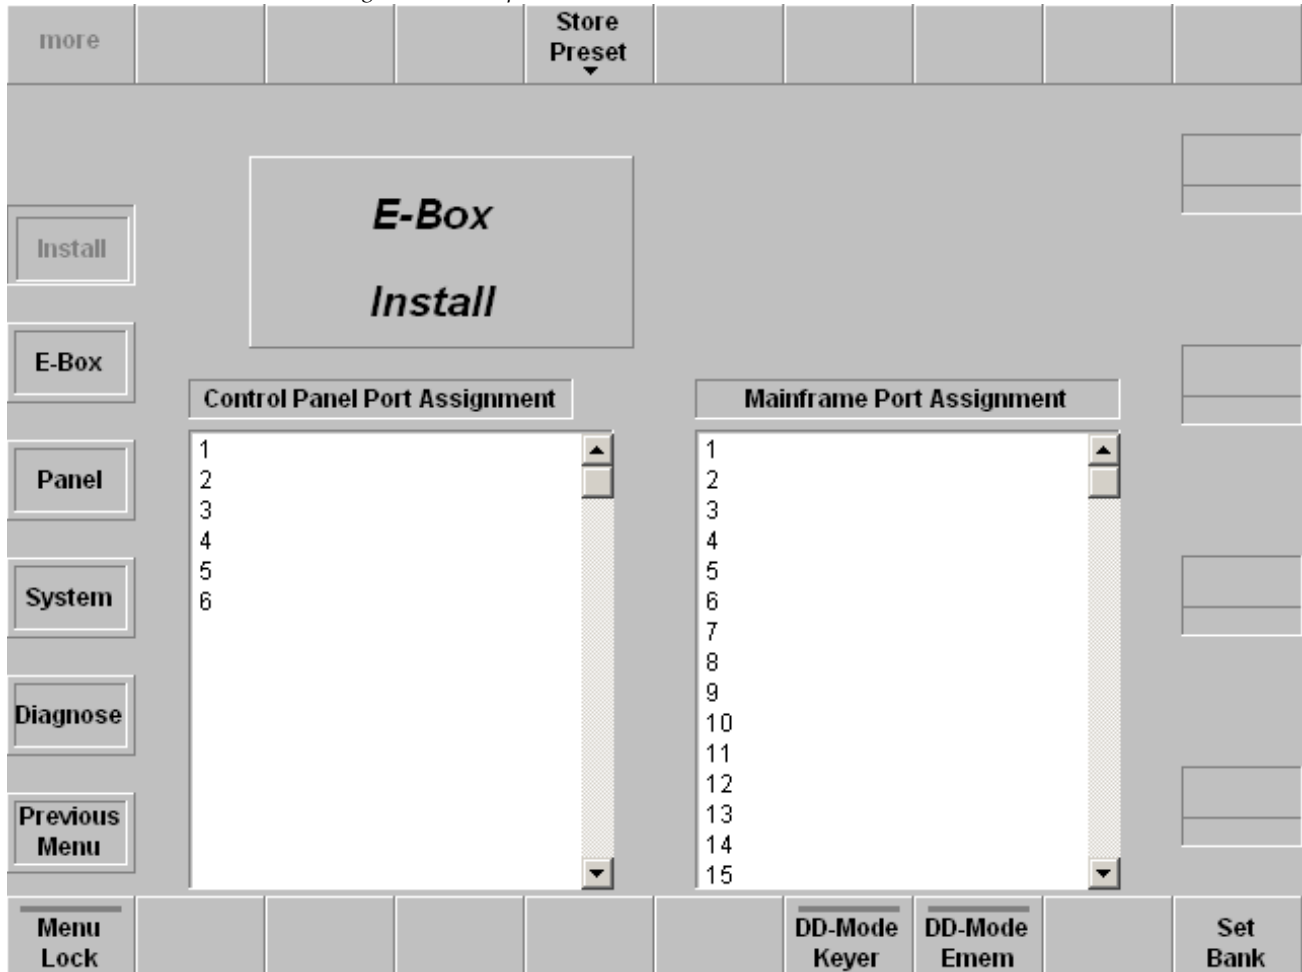 more
Store
Preset
E-Box
Install
Install
E-Box
Panel
System
Diagnose
Previous
Menu
Control Panel Port Assignment
1
2
3
4
5
6
Mainframe Port Assignment
1
2
3
4
5
6
7
8
9
10
11
12
13
14
15
Menu
Lock
DD-Mode
Keyer
DD-Mode
Emem
Set
Bank